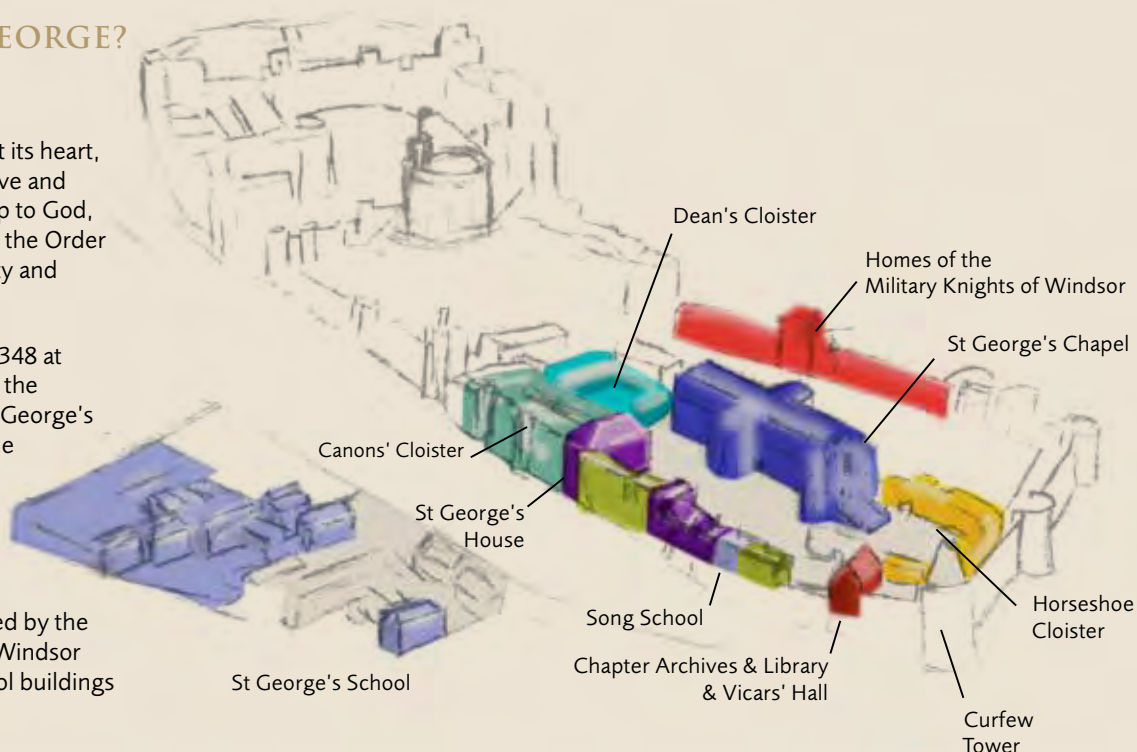 EORGE?
t its heart,
ve and
p to God,
the Order
ty and
348 at
the
George's
e
ed by the
Windsor
ol buildings
Dean's Cloister
Homes of the
Military Knights of Windsor
St George's Chapel
Canons' Cloister
St George's
House
Song School
Chapter Archives & Library
& Vicars' Hall
Horseshoe
Cloister
Curfew
Tower
St George's School